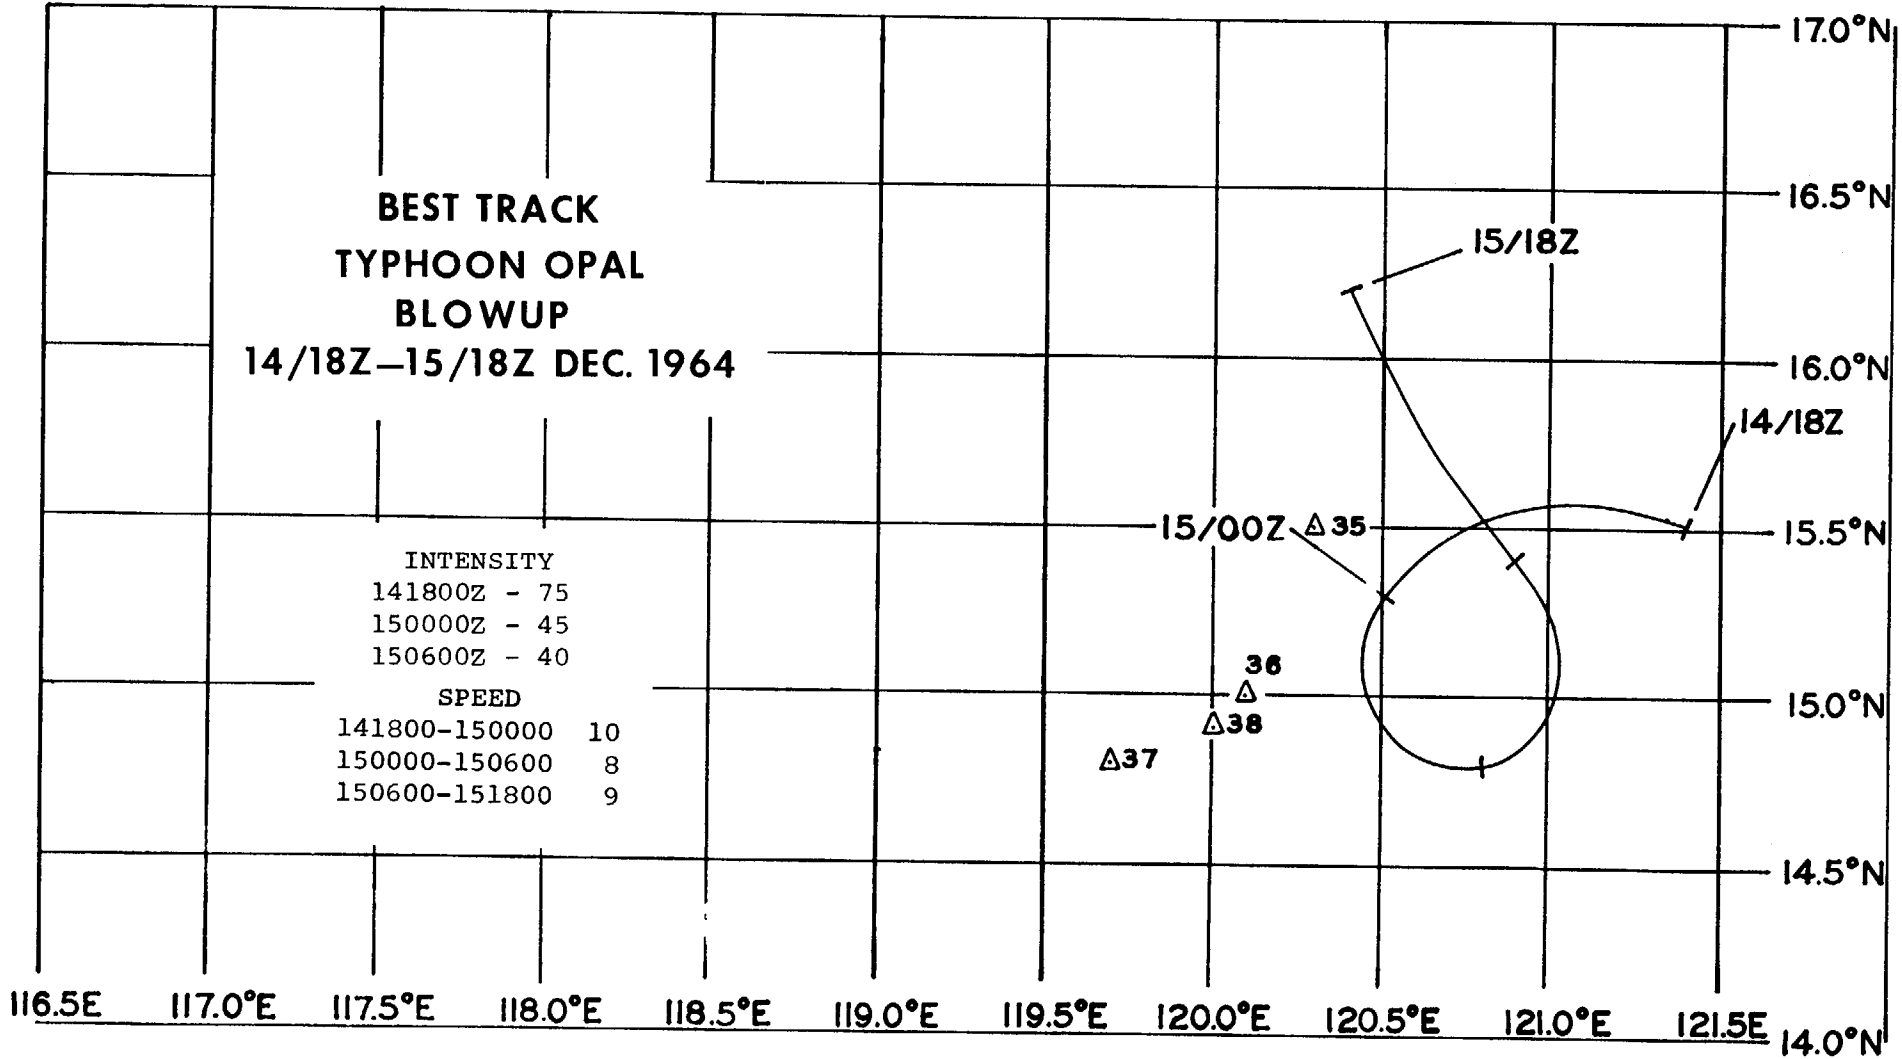 17.0°N
BEST TRACK
TYPHOON OPAL
BLOWUP
14/18Z—15/18Z DEC. 1964
16.5°N
15/18Z
16.0°N
14/18Z
15/00Z
35
15.5°N
INTENSITY
141800Z - 75
150000Z - 45
150600Z - 40
SPEED
141800-150000 10
150000-150600 8
150600-151800 9
36
15.0°N
38
37
14.5°N
116.5E 117.0°E 117.5°E 118.0°E 118.5°E 119.0°E 119.5°E 120.0°E 120.5°E 121.0°E 121.5E
14.0°N